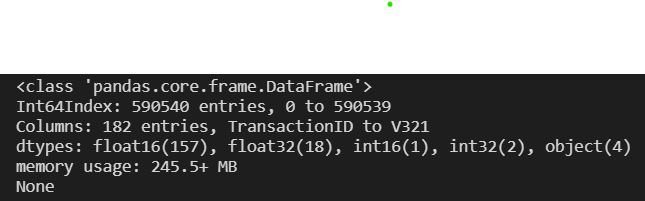 <class 'pandas.core.frame.DataFrame'>
Int64Index: 590540 entries, 0 to 590539
Columns: 182 entries, TransactionID to V321
dtypes: float16(157), float32(18), int16(1), int32(2), object(4)
memory usage: 245.5+ MB
None